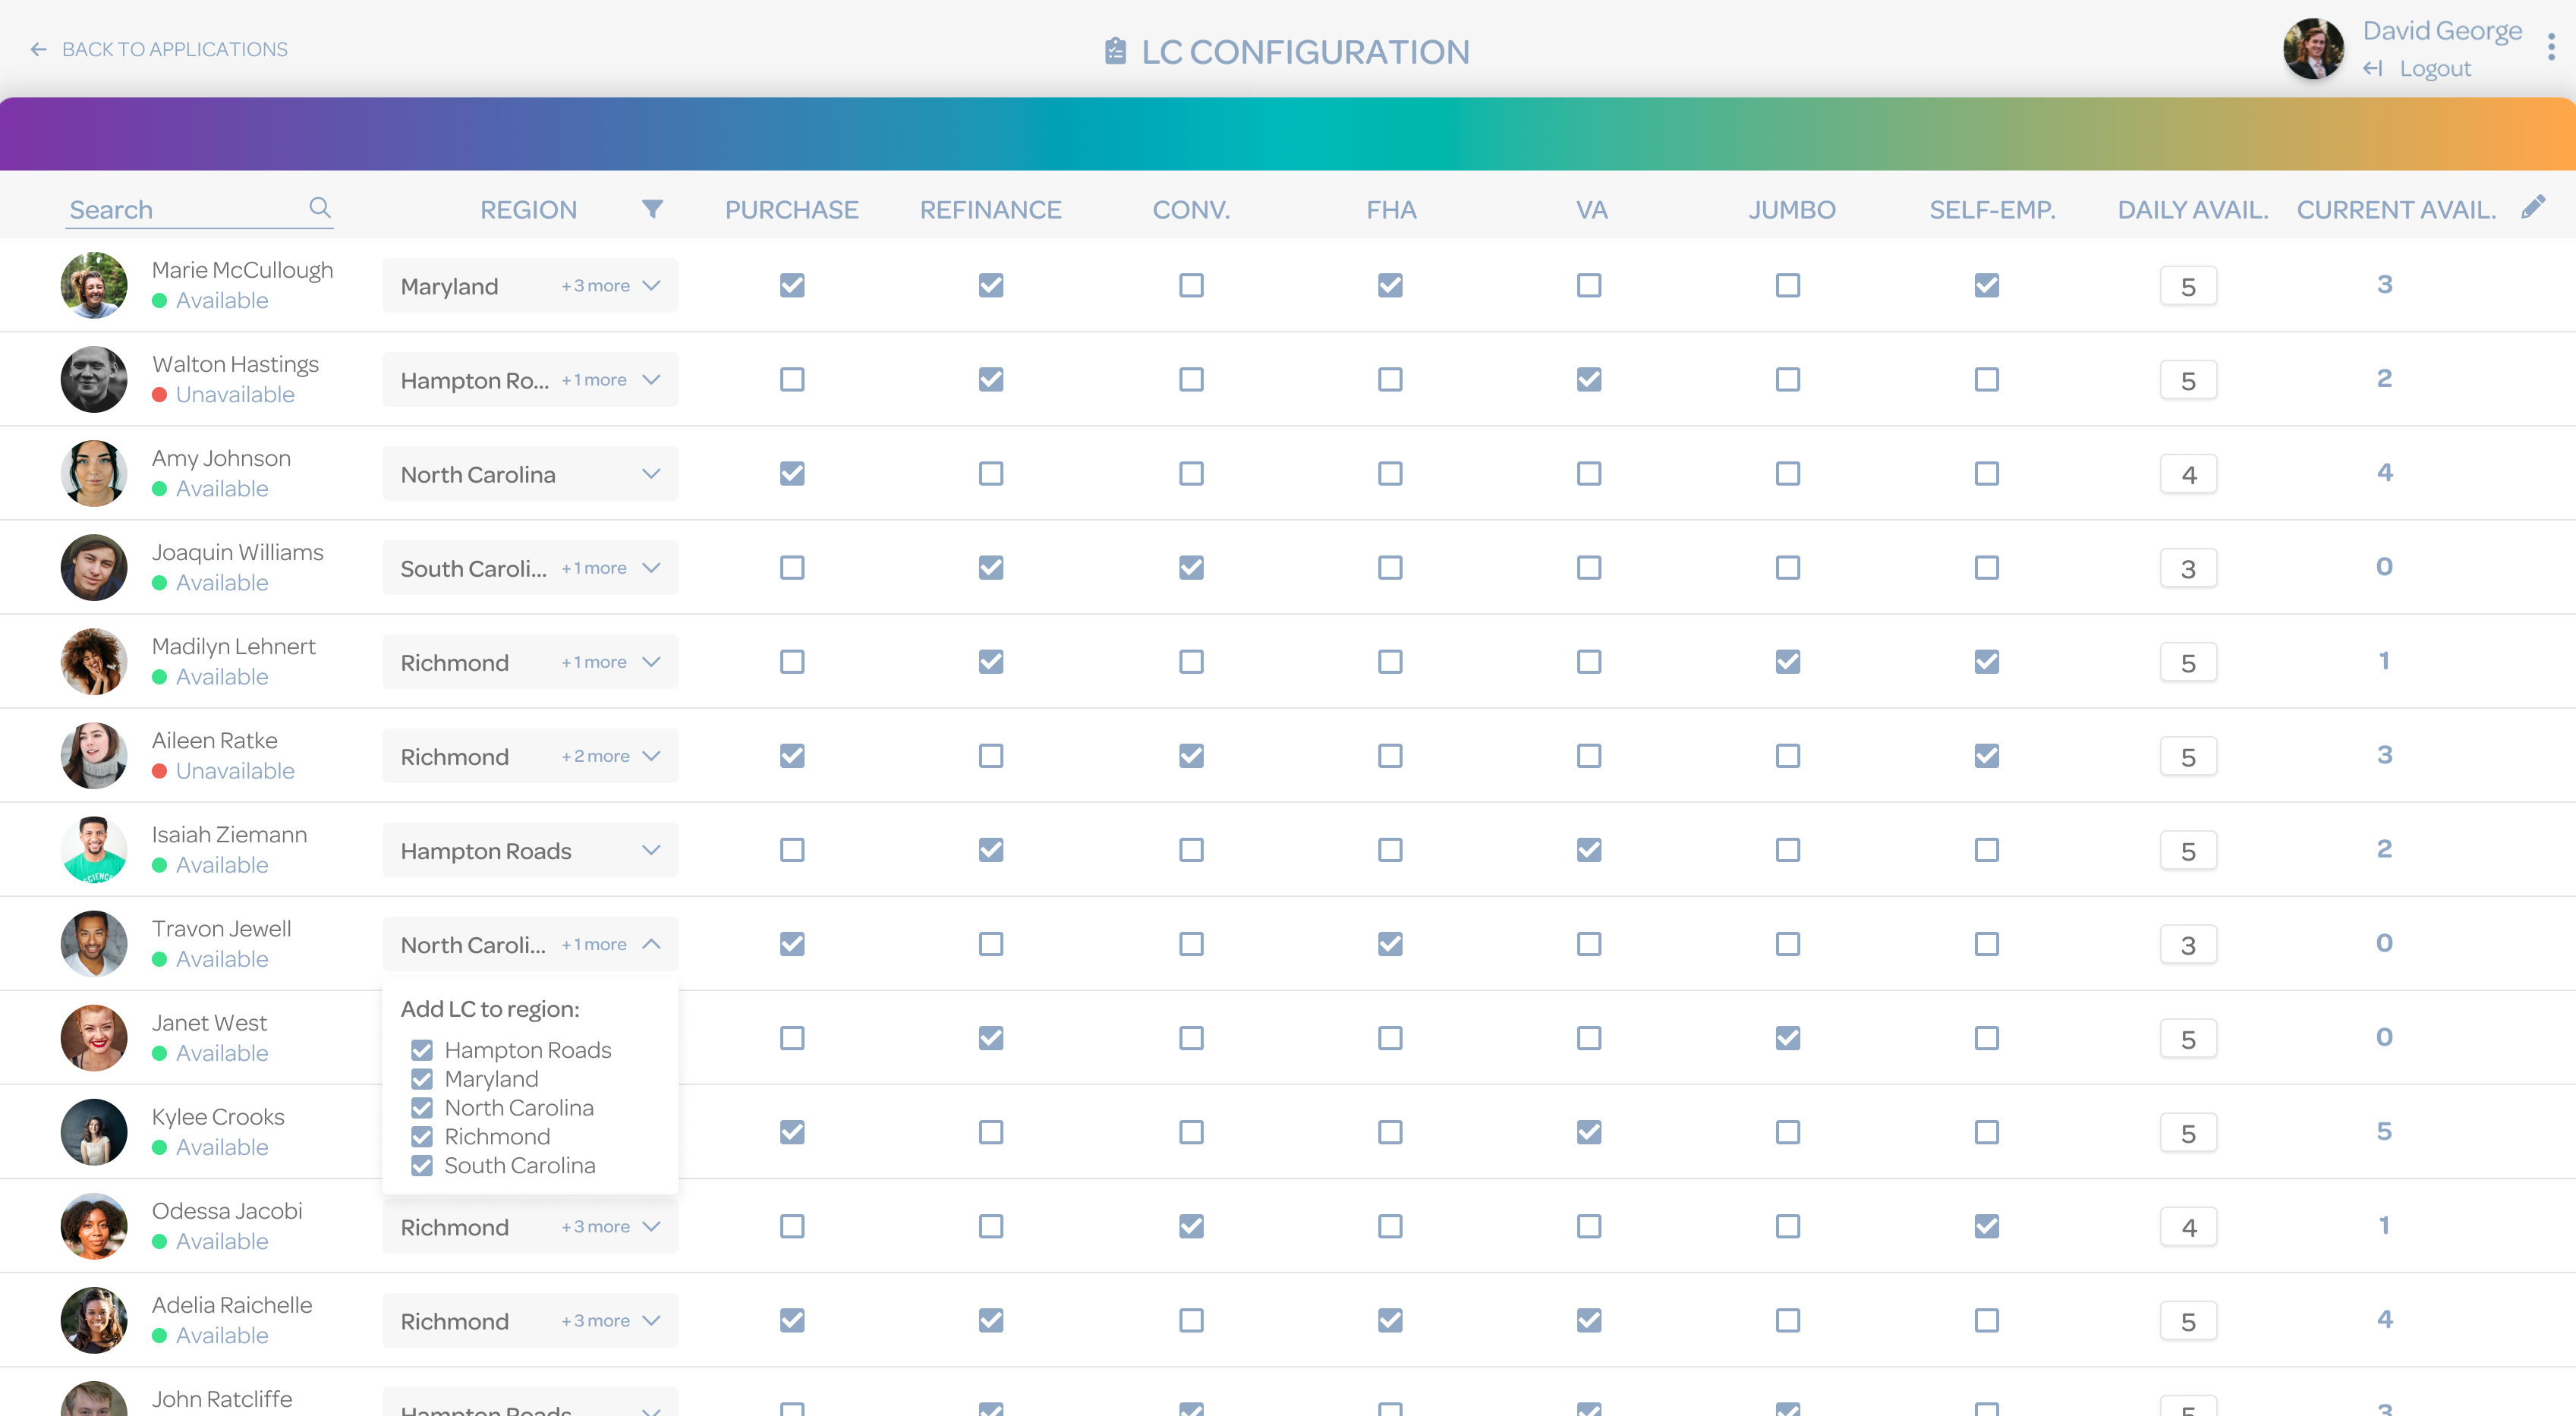 BACK TO APPLICATIONS
LC CONFIGURATION
David George
Logout
Search REGION PURCHASE REFINANCE CONV. FHA VA JUMBO SELF-EMP. DAILY AVAIL. CURRENT AVAIL.
Marie McCullough
Available
Maryland +3 more 5 3
Walton Hastings
Unavailable
Hampton Ro... +1 more 5 2
Amy Johnson
Available
North Carolina 4 4
Joaquin Williams
Available
South Caroli... +1 more 3 0
Madilyn Lehnert
Available
Richmond +1 more 5 1
Aileen Ratke
Unavailable
Richmond +2 more 5 3
Isaiah Ziemann
Available
Hampton Roads 5 2
Travon Jewell
Available
North Caroli... +1 more 3 0
Add LC to region:
Hampton Roads
Maryland
North Carolina
Richmond
South Carolina
Janet West
Available
5 0
Kylee Crooks
Available
5 5
Odessa Jacobi
Available
Richmond +3 more 4 1
Adelia Raichelle
Available
Richmond +3 more 5 4
John Ratcliffe
Hampton Roads 5 3